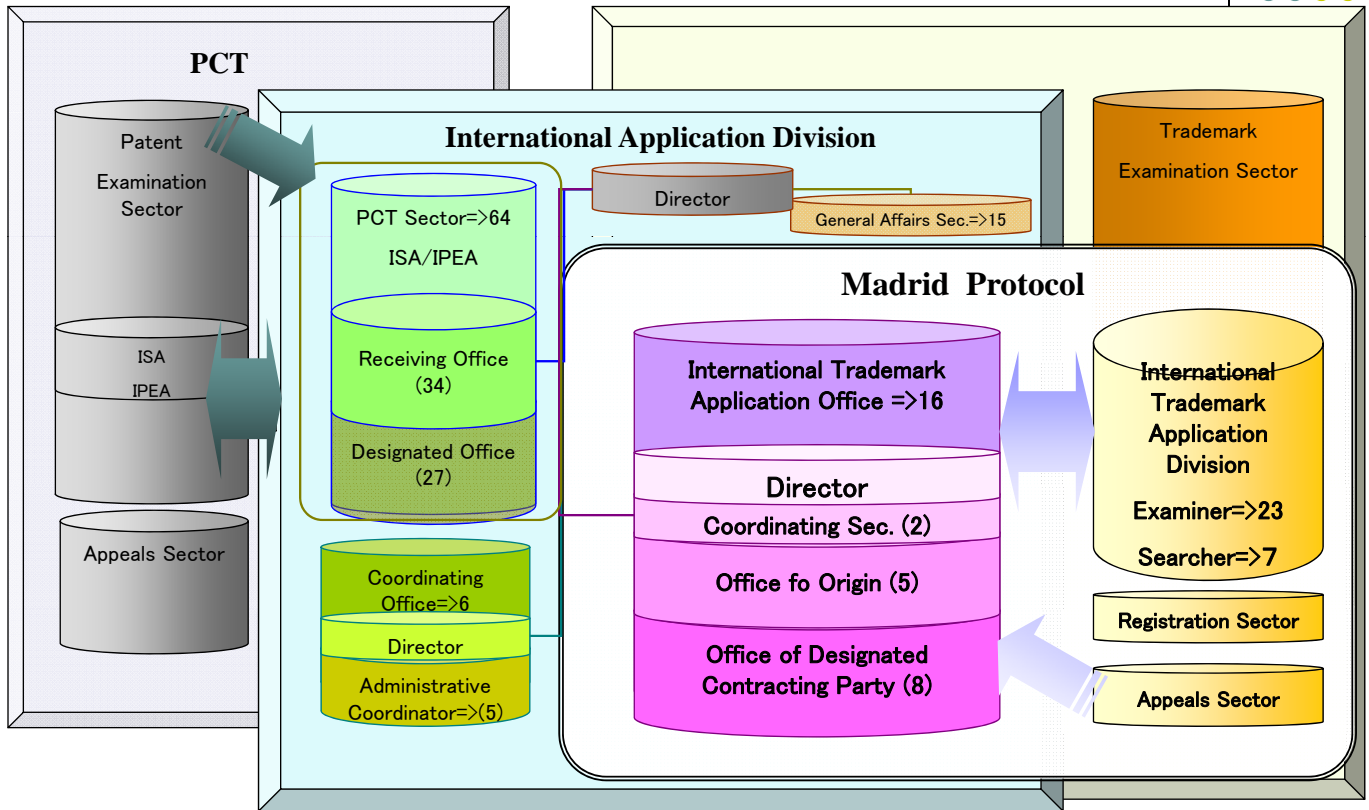 PCT
Patent
Examination
Sector
ISA
IPEA
Appeals Sector
International Application Division
PCT Sector=>64
ISA/IPEA
Receiving Office
(34)
Designated Office
(27)
Coordinating
Office=>6
Director
Administrative
Coordinator=>(5)
Director
General Affairs Sec.=>15
Trademark
Examination Sector
Madrid Protocol
International Trademark
Application Office =>16
Director
Coordinating Sec. (2)
Office fo Origin (5)
Office of Designated
Contracting Party (8)
International
Trademark
Application
Division
Examiner=>23
Searcher=>7
Registration Sector
Appeals Sector